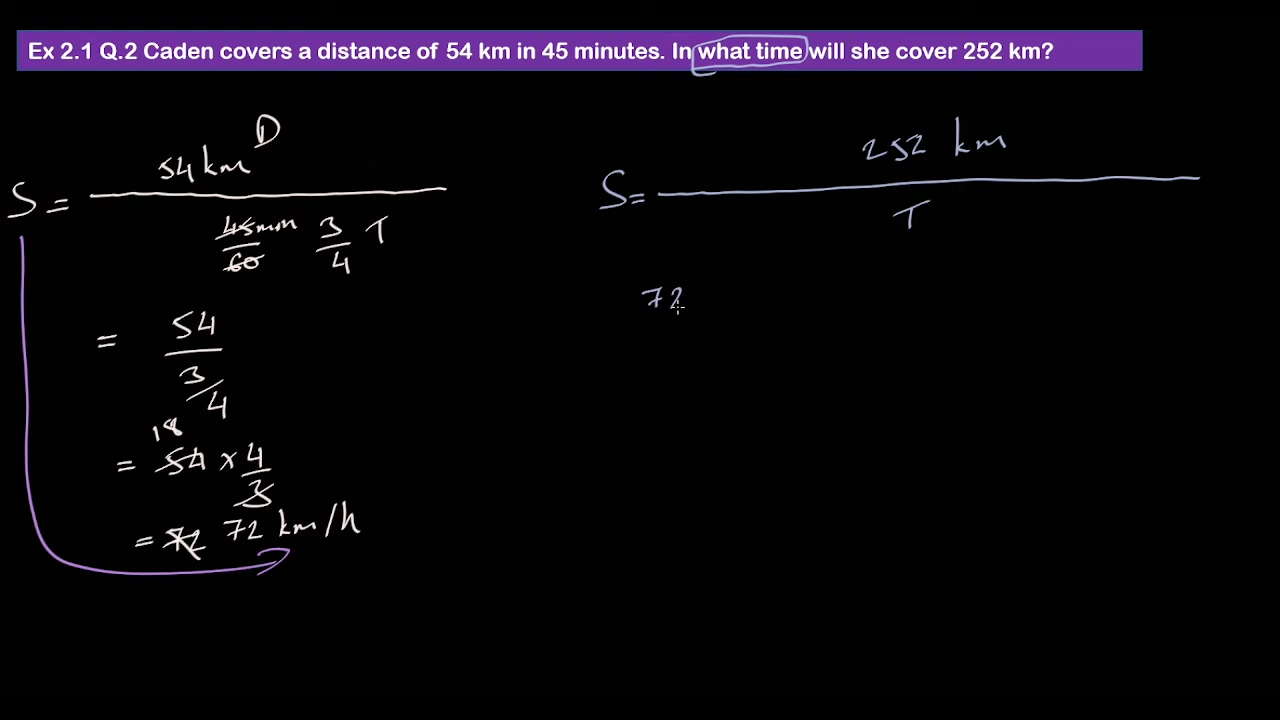 Ex 2.1 Q.2 Caden covers a distance of 54 km in 45 minutes. In what time will she cover 252 km?
S = 54 km D
45 min 3 T
60 4
= 54
3/4
18
= 54 × 4
3
= 72 72 km/h
S = 252 km
T
72